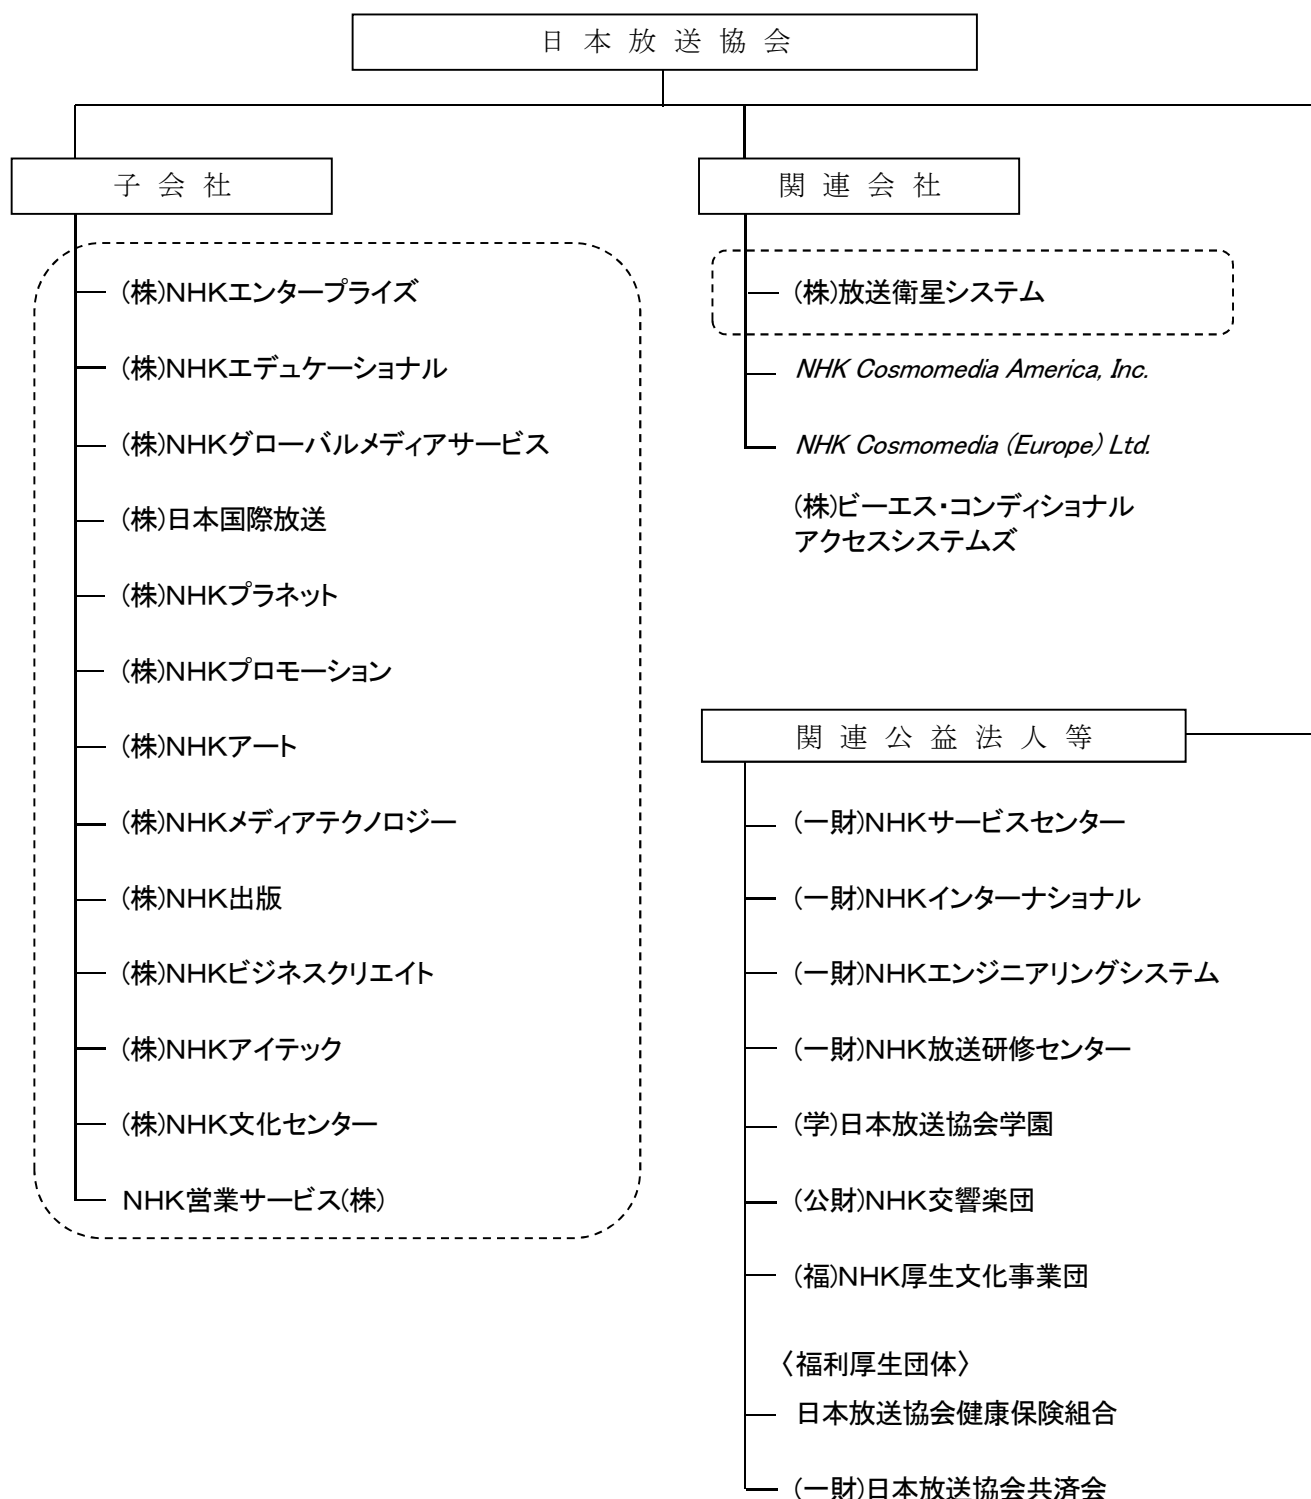 日本放送協会
子会社
(株)NHKエンタープライズ
(株)NHKエデュケーショナル
(株)NHKグローバルメディアサービス
(株)日本国際放送
(株)NHKプラネット
(株)NHKプロモーション
(株)NHKアート
(株)NHKメディアテクノロジー
(株)NHK出版
(株)NHKビジネスクリエイト
(株)NHKアイテック
(株)NHK文化センター
NHK営業サービス(株)
関連会社
(株)放送衛星システム
NHK Cosmomedia America, Inc.
NHK Cosmomedia (Europe) Ltd.
(株)ビーエス・コンディショナル
アクセスシステムズ
関連公益法人等
(一財)NHKサービスセンター
(一財)NHKインターナショナル
(一財)NHKエンジニアリングシステム
(一財)NHK放送研修センター
(学)日本放送協会学園
(公財)NHK交響楽団
(福)NHK厚生文化事業団
〈福利厚生団体〉
日本放送協会健康保険組合
(一財)日本放送協会共済会